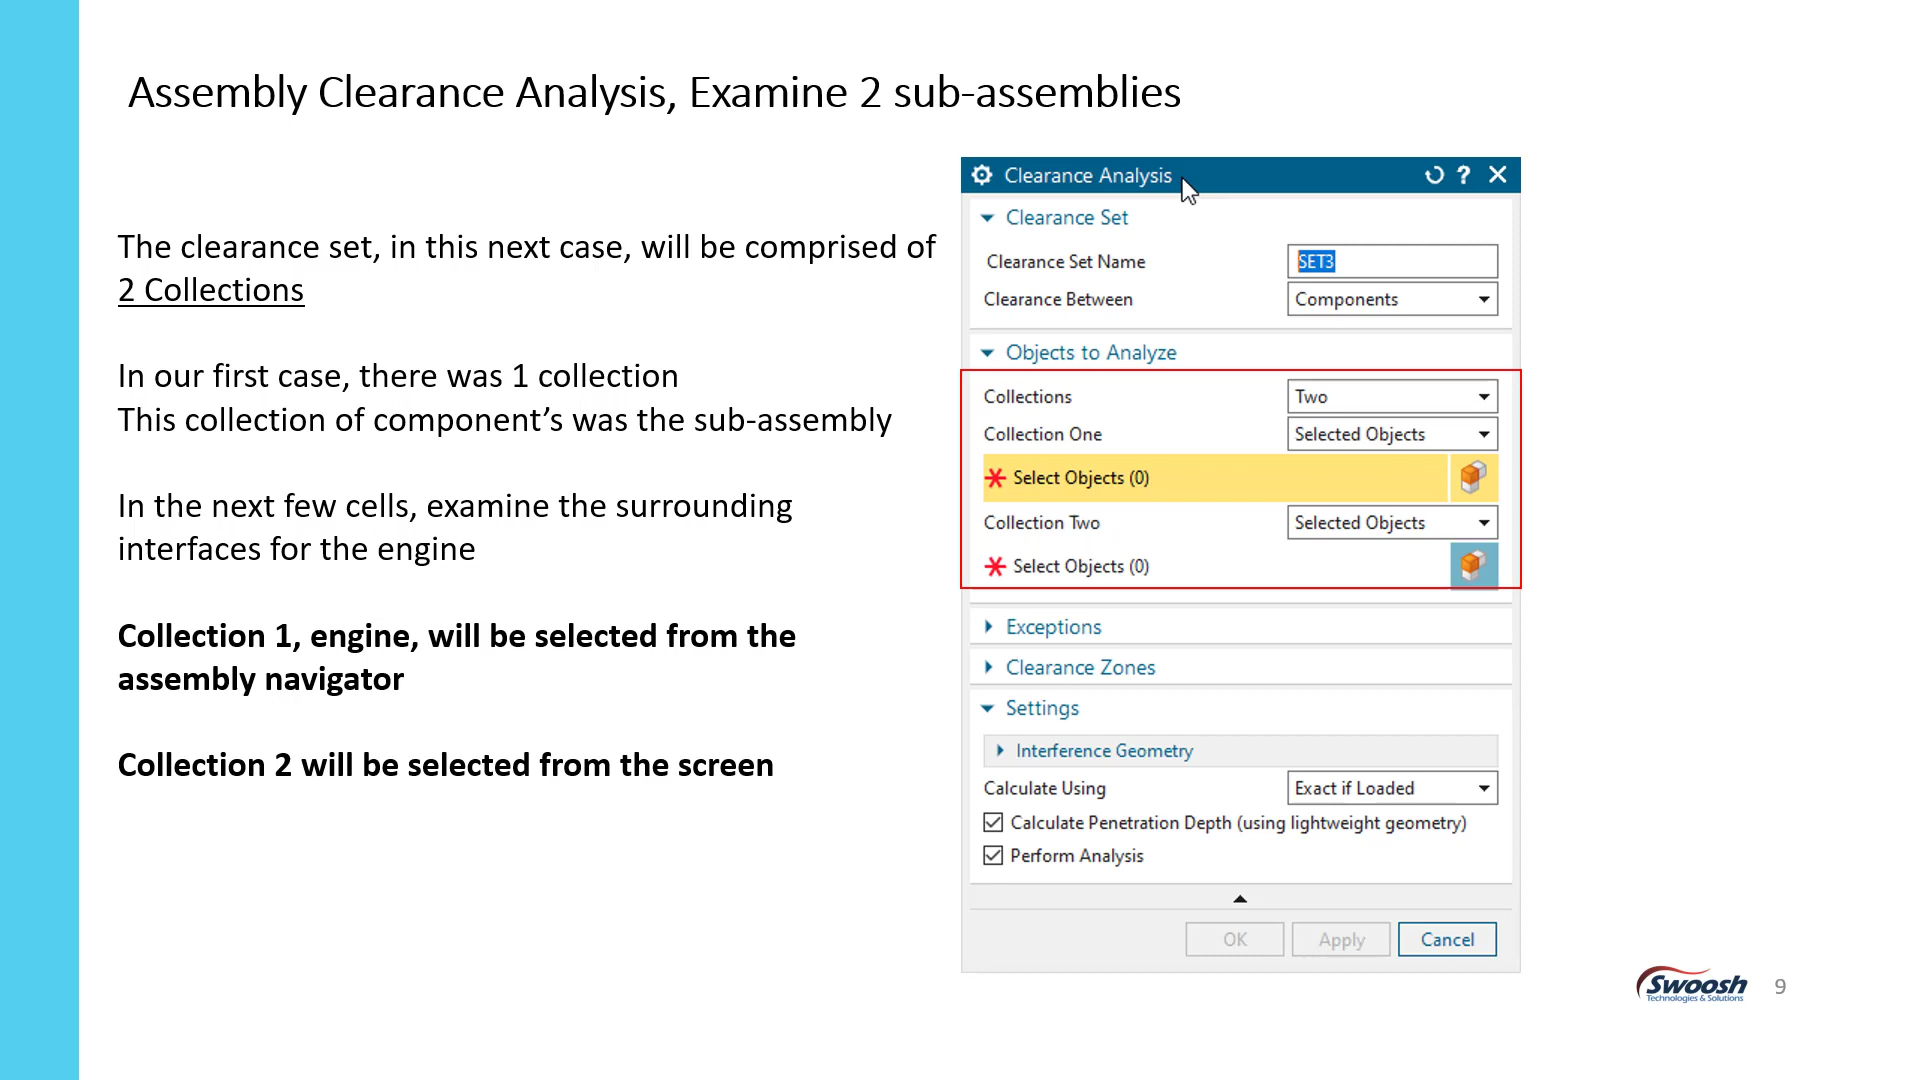 Assembly Clearance Analysis, Examine 2 sub-assemblies
The clearance set, in this next case, will be comprised of
2 Collections
In our first case, there was 1 collection
This collection of component’s was the sub-assembly
In the next few cells, examine the surrounding
interfaces for the engine
Collection 1, engine, will be selected from the
assembly navigator
Collection 2 will be selected from the screen
Clearance Analysis
Clearance Set
Clearance Set Name SET3
Clearance Between Components
Objects to Analyze
Collections Two
Collection One Selected Objects
Select Objects (0)
Collection Two Selected Objects
Select Objects (0)
Exceptions
Clearance Zones
Settings
Interference Geometry
Calculate Using Exact if Loaded
Calculate Penetration Depth (using lightweight geometry)
Perform Analysis
OK Apply Cancel
Swoosh
Technologies & Solutions
9